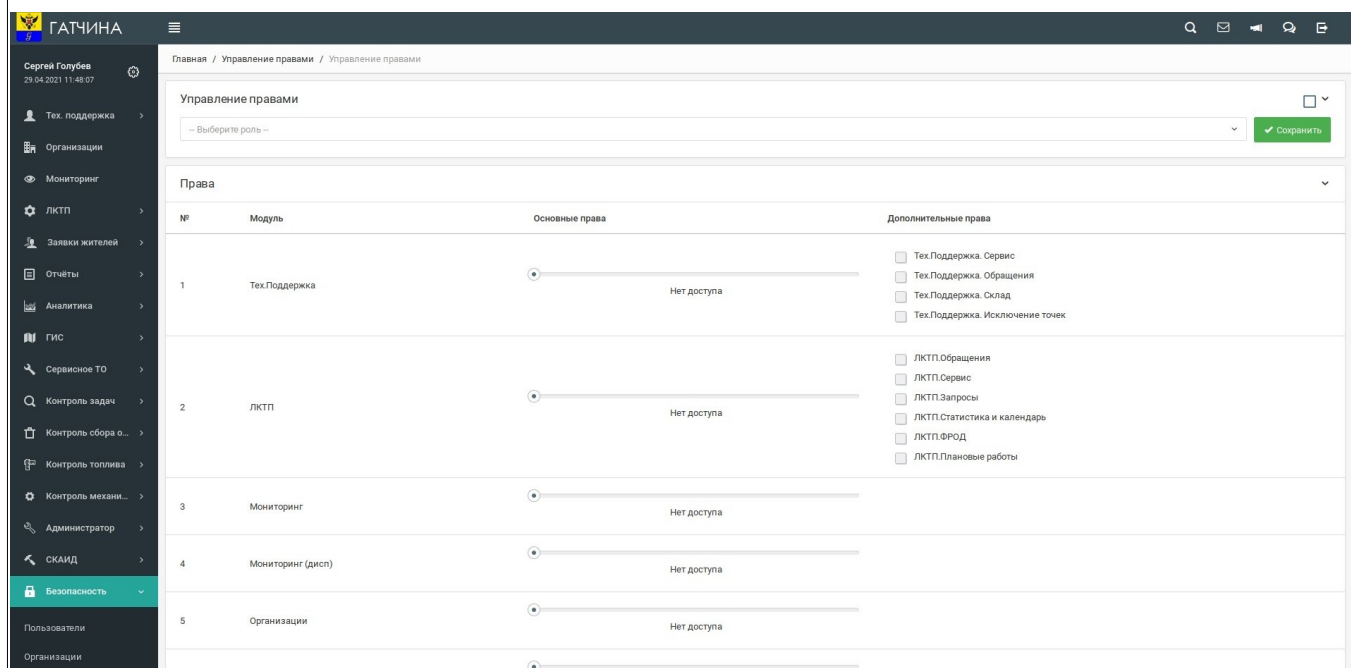 ГАТЧИНА
Сергей Голубев
29.04.2021 11:48:07
Тех. поддержка
Организации
Мониторинг
ЛКТП
Заявки жителей
Отчёты
Аналитика
ГИС
Сервисное ТО
Контроль задач
Контроль сбора о...
Контроль топлива
Контроль механи...
Администратор
СКАИД
Безопасность
Пользователи
Организации
Главная / Управление правами / Управление правами
Управление правами
-- Выберите роль --
Сохранить
Права
№ Модуль Основные права Дополнительные права
1 Тех.Поддержка Нет доступа
Тех.Поддержка. Сервис
Тех.Поддержка. Обращения
Тех.Поддержка. Склад
Тех.Поддержка. Исключение точек
2 ЛКТП Нет доступа
ЛКТП.Обращения
ЛКТП.Сервис
ЛКТП.Запросы
ЛКТП.Статистика и календарь
ЛКТП.ФРОД
ЛКТП.Плановые работы
3 Мониторинг Нет доступа
4 Мониторинг (дисп) Нет доступа
5 Организации Нет доступа